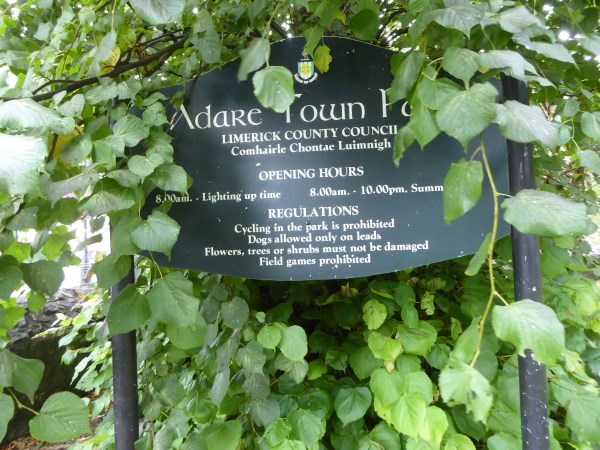 Adare Town
LIMERICK COUNTY COUNCIL
Comhairle Chontae Luimnigh
OPENING HOURS
8.00am. - Lighting up time 8.00am. - 10.00pm. Summ
REGULATIONS
Cycling in the park is prohibited
Dogs allowed only on leads
Flowers, trees or shrubs must not be damaged
Field games prohibited